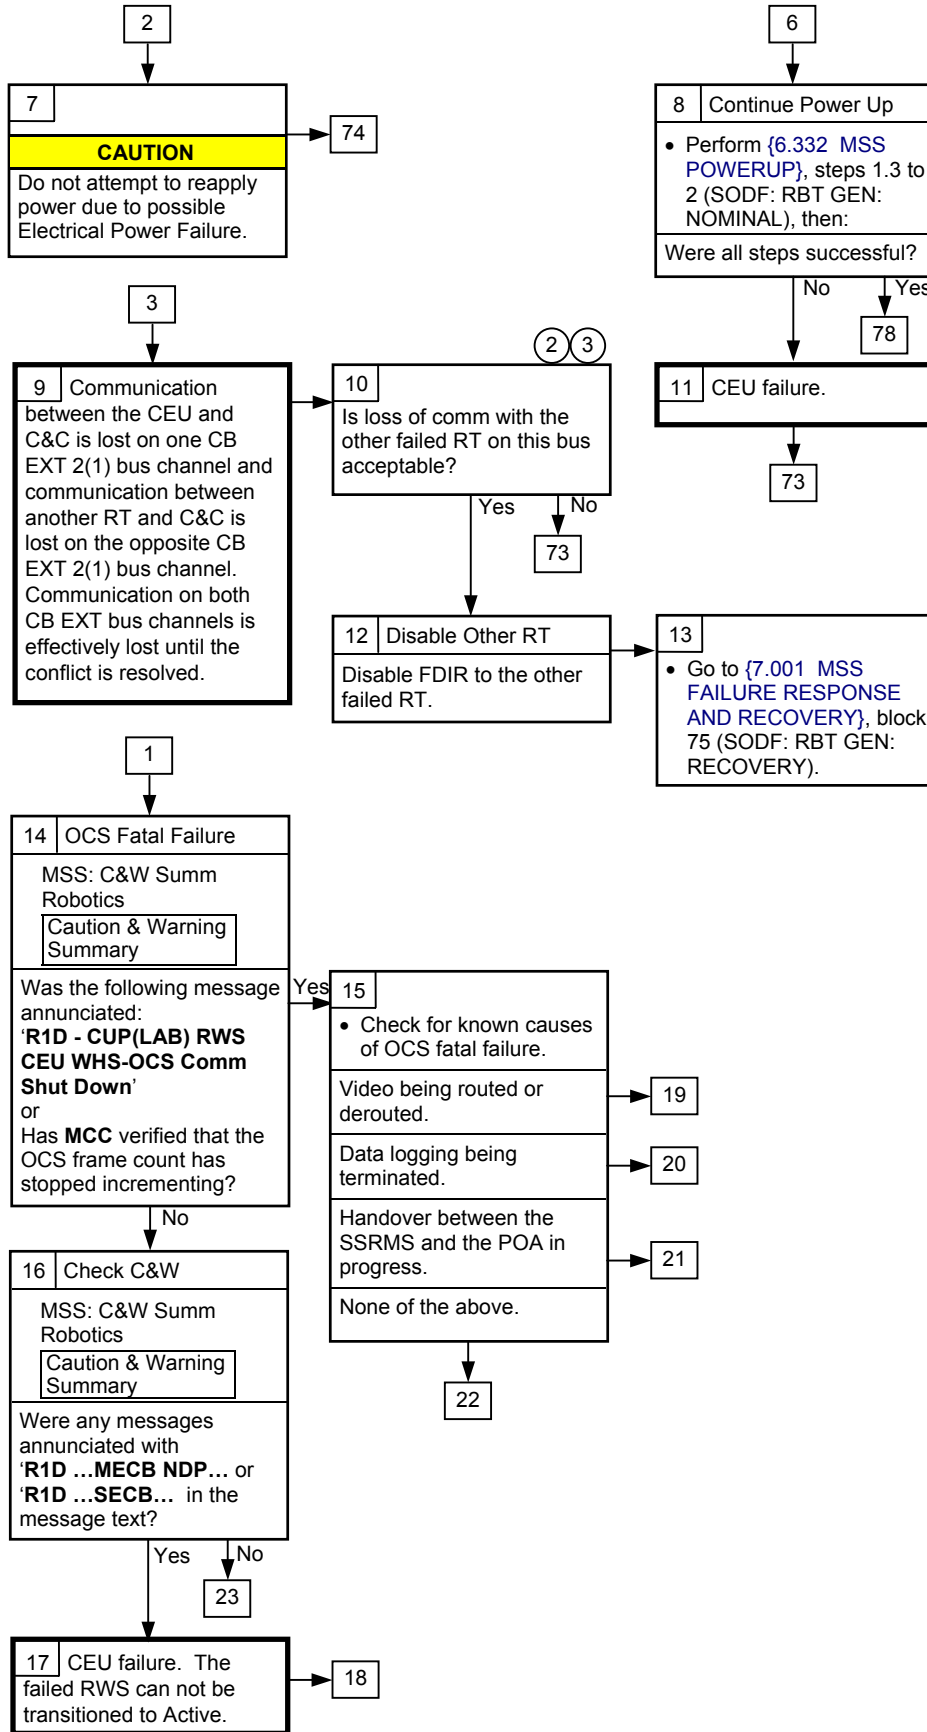 2
7
CAUTION
Do not attempt to reapply
power due to possible
Electrical Power Failure.
74
6
8 Continue Power Up
• Perform {6.332 MSS
POWERUP}, steps 1.3 to
2 (SODF: RBT GEN:
NOMINAL), then:
Were all steps successful?
No
Yes
78
11 CEU failure.
73
3
9 Communication
between the CEU and
C&C is lost on one CB
EXT 2(1) bus channel and
communication between
another RT and C&C is
lost on the opposite CB
EXT 2(1) bus channel.
Communication on both
CB EXT bus channels is
effectively lost until the
conflict is resolved.
2 3
10
Is loss of comm with the
other failed RT on this bus
acceptable?
Yes
No
73
12 Disable Other RT
Disable FDIR to the other
failed RT.
13
• Go to {7.001 MSS
FAILURE RESPONSE
AND RECOVERY}, block
75 (SODF: RBT GEN:
RECOVERY).
1
14 OCS Fatal Failure
MSS: C&W Summ
Robotics
Caution & Warning
Summary
Was the following message
annunciated:
‘R1D - CUP(LAB) RWS
CEU WHS-OCS Comm
Shut Down’
or
Has MCC verified that the
OCS frame count has
stopped incrementing?
Yes
No
15
• Check for known causes
of OCS fatal failure.
Video being routed or
derouted.
19
Data logging being
terminated.
20
Handover between the
SSRMS and the POA in
progress.
21
None of the above.
22
16 Check C&W
MSS: C&W Summ
Robotics
Caution & Warning
Summary
Were any messages
annunciated with
‘R1D …MECB NDP… or
‘R1D …SECB… in the
message text?
Yes
No
23
17 CEU failure. The
failed RWS can not be
transitioned to Active.
18